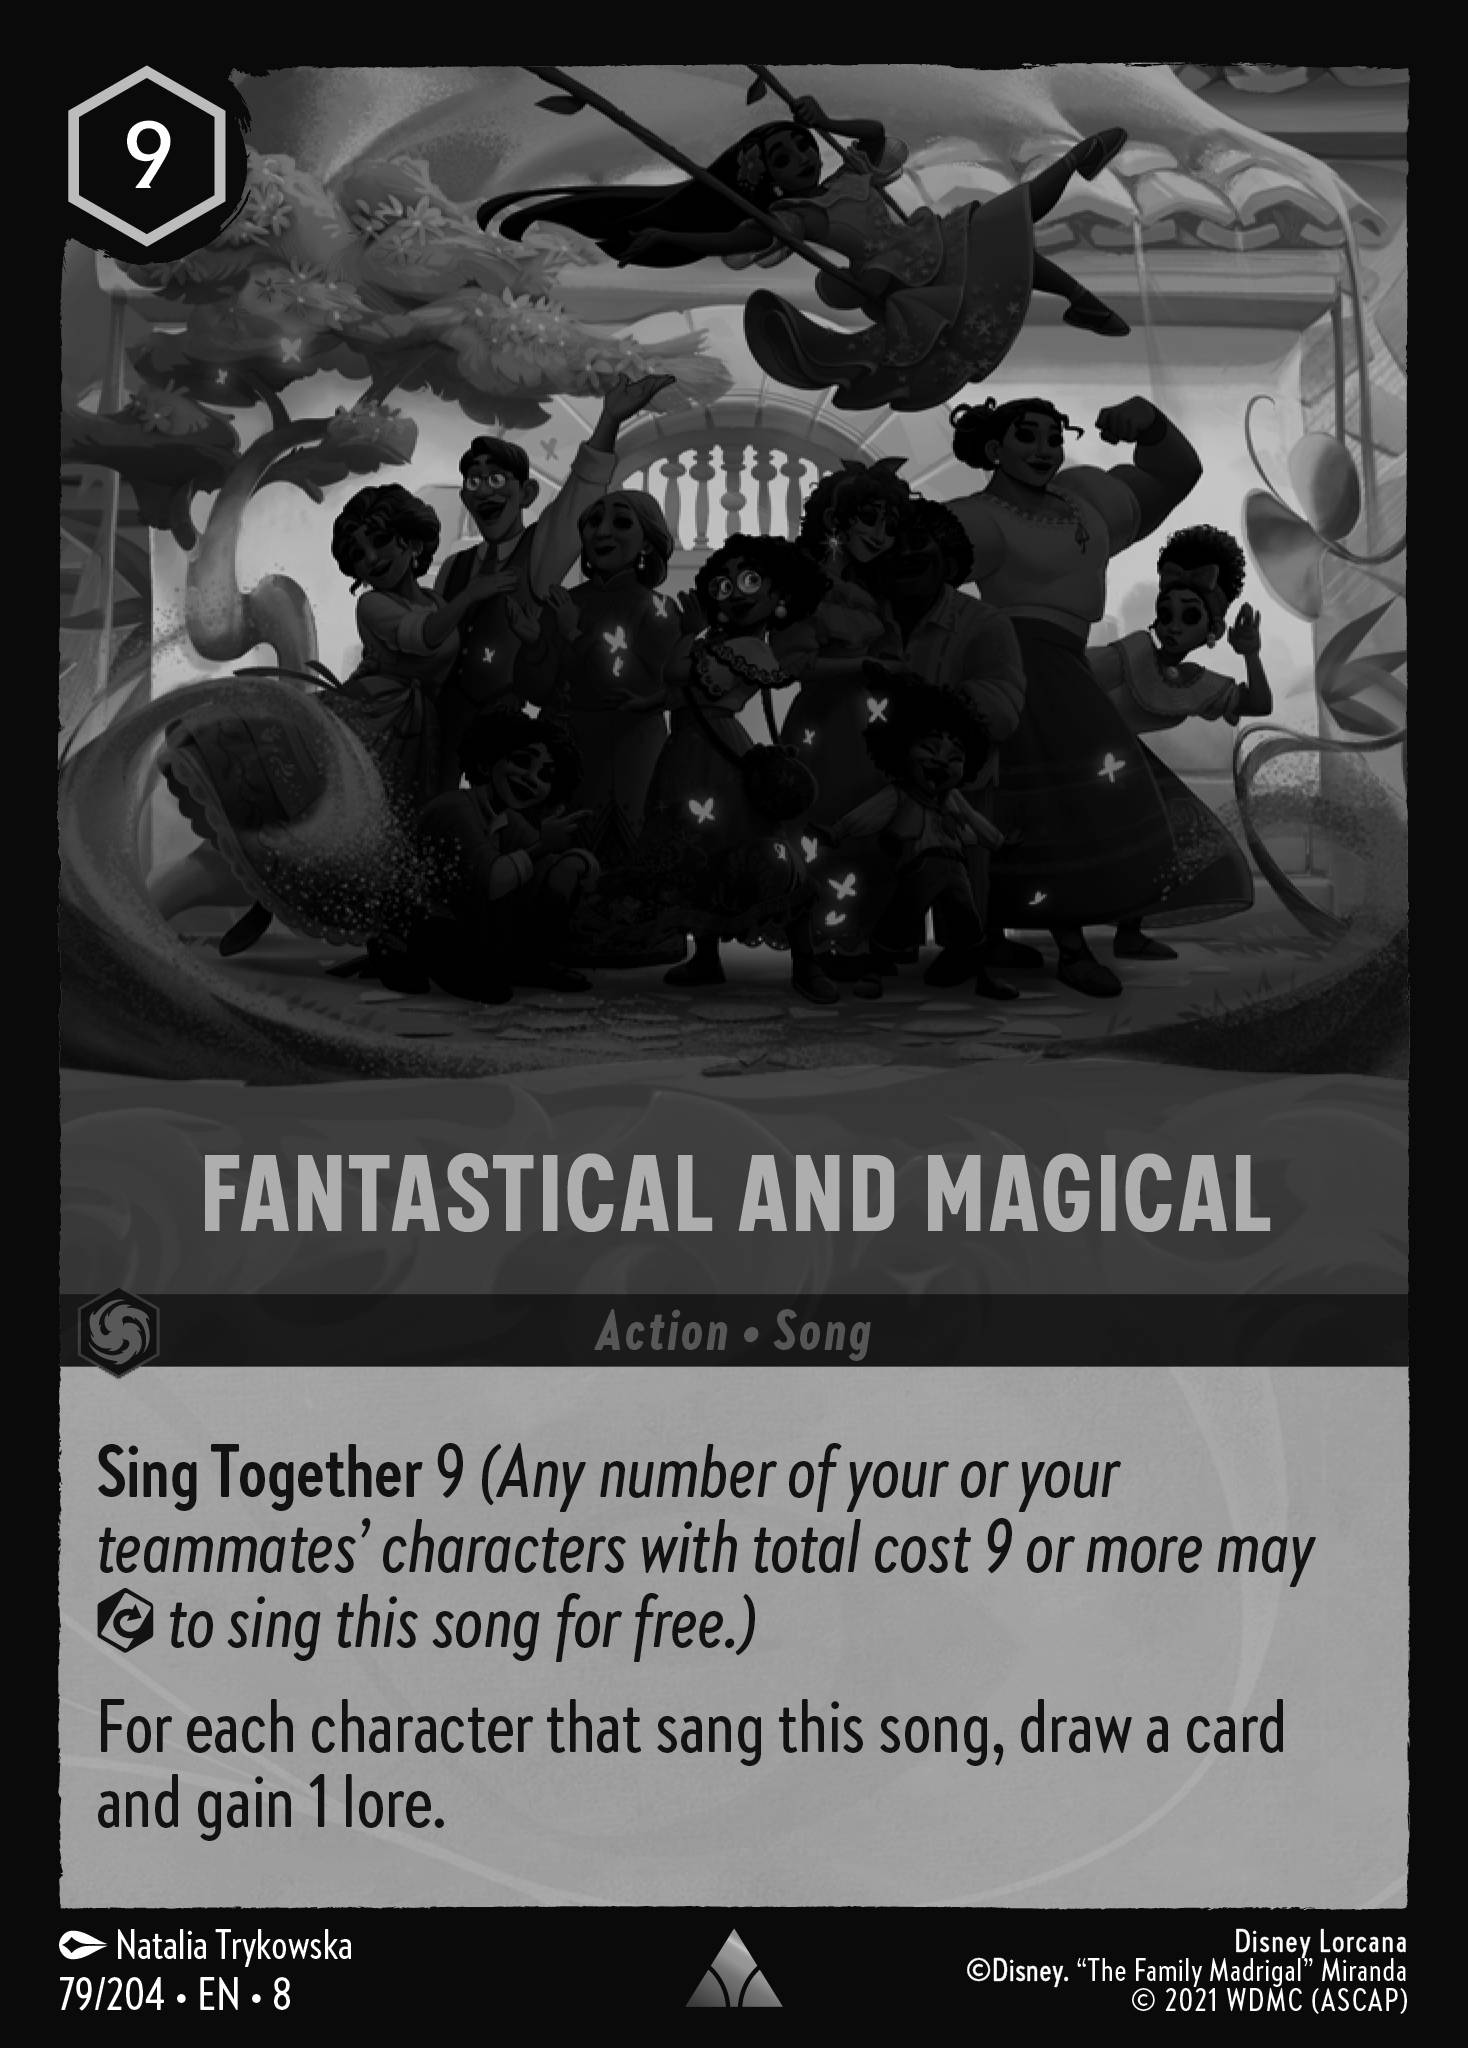 9
FANTASTICAL AND MAGICAL
Action • Song
Sing Together 9 (Any number of your or your
teammates’ characters with total cost 9 or more may
to sing this song for free.)
For each character that sang this song, draw a card
and gain 1 lore.
Natalia Trykowska
79/204 • EN • 8
Disney Lorcana
©Disney. “The Family Madrigal” Miranda
© 2021 WDMC (ASCAP)